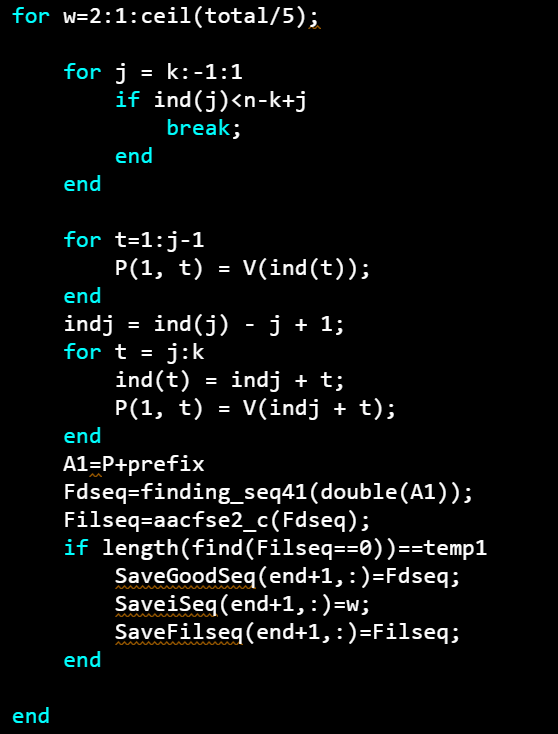 for w=2:1:ceil(total/5);
for j = k:-1:1
if ind(j)<n-k+j
break;
end
end
for t=1:j-1
P(1, t) = V(ind(t));
end
indj = ind(j) - j + 1;
for t = j:k
ind(t) = indj + t;
P(1, t) = V(indj + t);
end
A1=P+prefix
Fdseq=finding_seq41(double(A1));
Filseq=aacfse2_c(Fdseq);
if length(find(Filseq==0))==temp1
SaveGoodSeq(end+1,:)=Fdseq;
SaveiSeq(end+1,:)=w;
SaveFilseq(end+1,:)=Filseq;
end
end